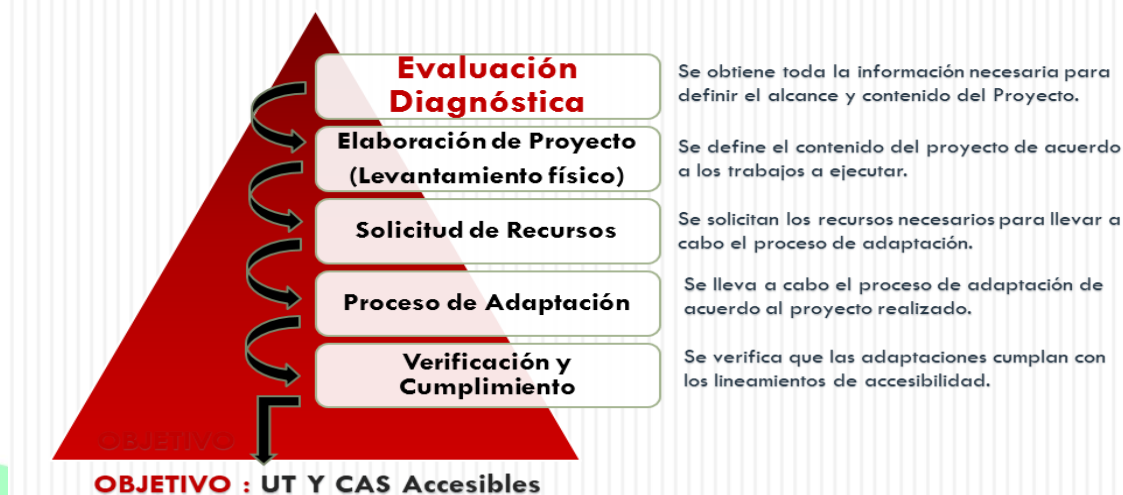 Evaluación
Diagnóstica
Se obtiene toda la información necesaria para
definir el alcance y contenido del Proyecto.
Elaboración de Proyecto
(Levantamiento físico)
Se define el contenido del proyecto de acuerdo
a los trabajos a ejecutar.
Solicitud de Recursos
Se solicitan los recursos necesarios para llevar a
cabo el proceso de adaptación.
Proceso de Adaptación
Se lleva a cabo el proceso de adaptación de
acuerdo al proyecto realizado.
Verificación y
Cumplimiento
Se verifica que las adaptaciones cumplan con
los lineamientos de accesibilidad.
OBJETIVO
OBJETIVO : UT Y CAS Accesibles